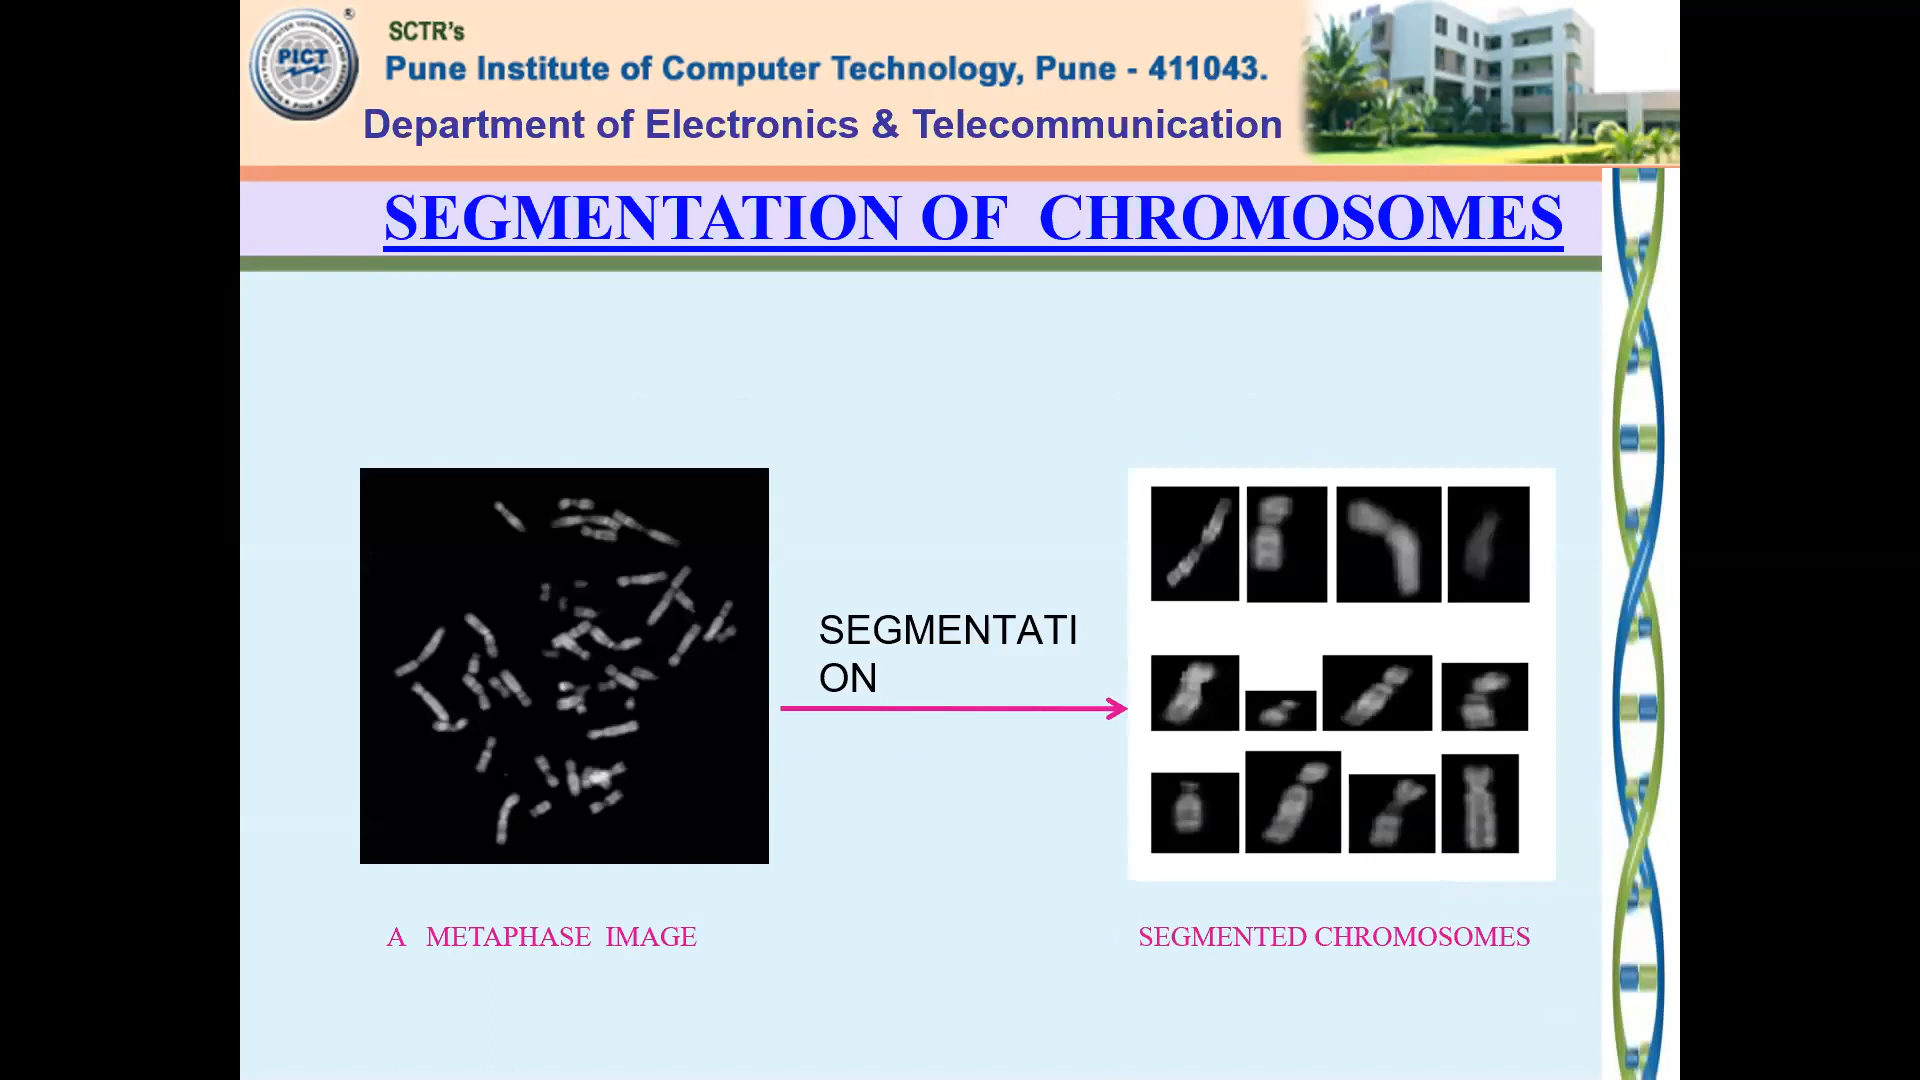 PICT
®
SCTR's
Pune Institute of Computer Technology, Pune - 411043.
Department of Electronics & Telecommunication
SEGMENTATION OF CHROMOSOMES
SEGMENTATI
ON
A METAPHASE IMAGE
SEGMENTED CHROMOSOMES